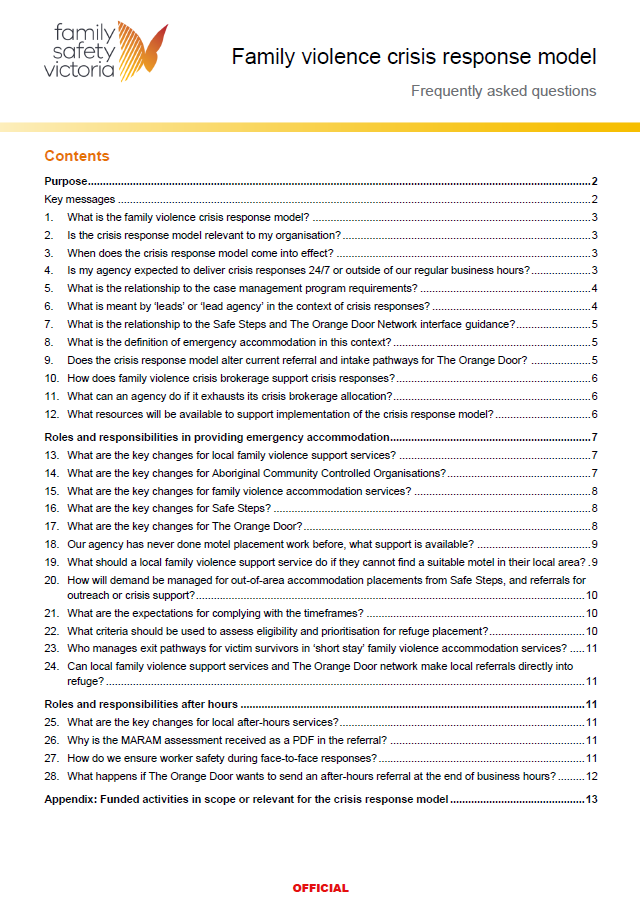 family
safety
victoria
Family violence crisis response model
Frequently asked questions
Contents
Purpose 2
Key messages 2
1. What is the family violence crisis response model? 3
2. Is the crisis response model relevant to my organisation? 3
3. When does the crisis response model come into effect? 3
4. Is my agency expected to deliver crisis responses 24/7 or outside of our regular business hours? 3
5. What is the relationship to the case management program requirements? 4
6. What is meant by ‘leads’ or ‘lead agency’ in the context of crisis responses? 4
7. What is the relationship to the Safe Steps and The Orange Door Network interface guidance? 5
8. What is the definition of emergency accommodation in this context? 5
9. Does the crisis response model alter current referral and intake pathways for The Orange Door? 5
10. How does family violence crisis brokerage support crisis responses? 6
11. What can an agency do if it exhausts its crisis brokerage allocation? 6
12. What resources will be available to support implementation of the crisis response model? 6
Roles and responsibilities in providing emergency accommodation 7
13. What are the key changes for local family violence support services? 7
14. What are the key changes for Aboriginal Community Controlled Organisations? 7
15. What are the key changes for family violence accommodation services? 8
16. What are the key changes for Safe Steps? 8
17. What are the key changes for The Orange Door? 8
18. Our agency has never done motel placement work before, what support is available? 9
19. What should a local family violence support service do if they cannot find a suitable motel in their local area? 9
20. How will demand be managed for out-of-area accommodation placements from Safe Steps, and referrals for
outreach or crisis support? 10
21. What are the expectations for complying with the timeframes? 10
22. What criteria should be used to assess eligibility and prioritisation for refuge placement? 10
23. Who manages exit pathways for victim survivors in ‘short stay’ family violence accommodation services? 11
24. Can local family violence support services and The Orange Door network make local referrals directly into
refuge? 11
Roles and responsibilities after hours 11
25. What are the key changes for local after-hours services? 11
26. Why is the MARAM assessment received as a PDF in the referral? 11
27. How do we ensure worker safety during face-to-face responses? 11
28. What happens if The Orange Door wants to send an after-hours referral at the end of business hours? 12
Appendix: Funded activities in scope or relevant for the crisis response model 13
OFFICIAL